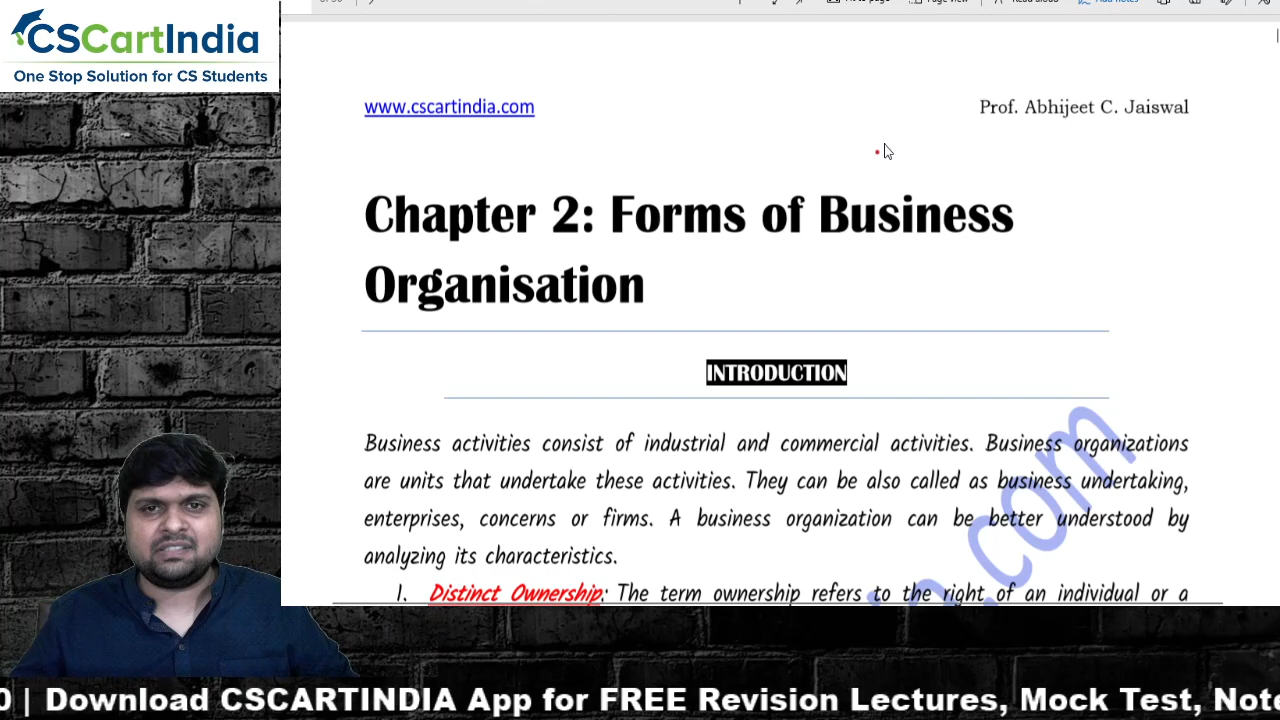 CSCartIndia
One Stop Solution for CS Students
Read aloud
www.cscartindia.com
Prof. Abhijeet C. Jaiswal
Chapter 2: Forms of Business
Organisation
INTRODUCTION
Business activities consist of industrial and commercial activities. Business organizations
are units that undertake these activities. They can be also called as business undertaking,
enterprises, concerns or firms. A business organization can be better understood by
analyzing its characteristics.
1. Distinct Ownership: The term ownership refers to the right of an individual or a
n.com
0 | Download CSCARTINDIA App for FREE Revision Lectures, Mock Test, Note